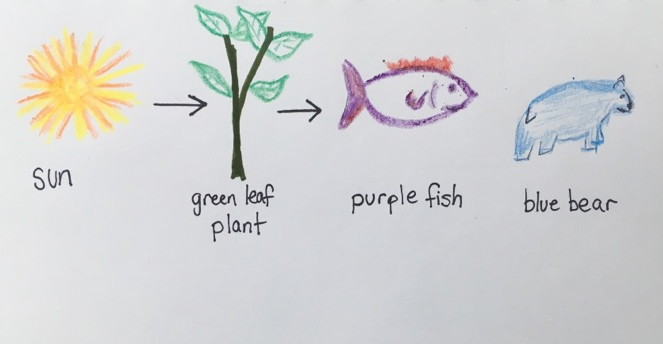 sun
green leaf
plant
purple fish
blue bear